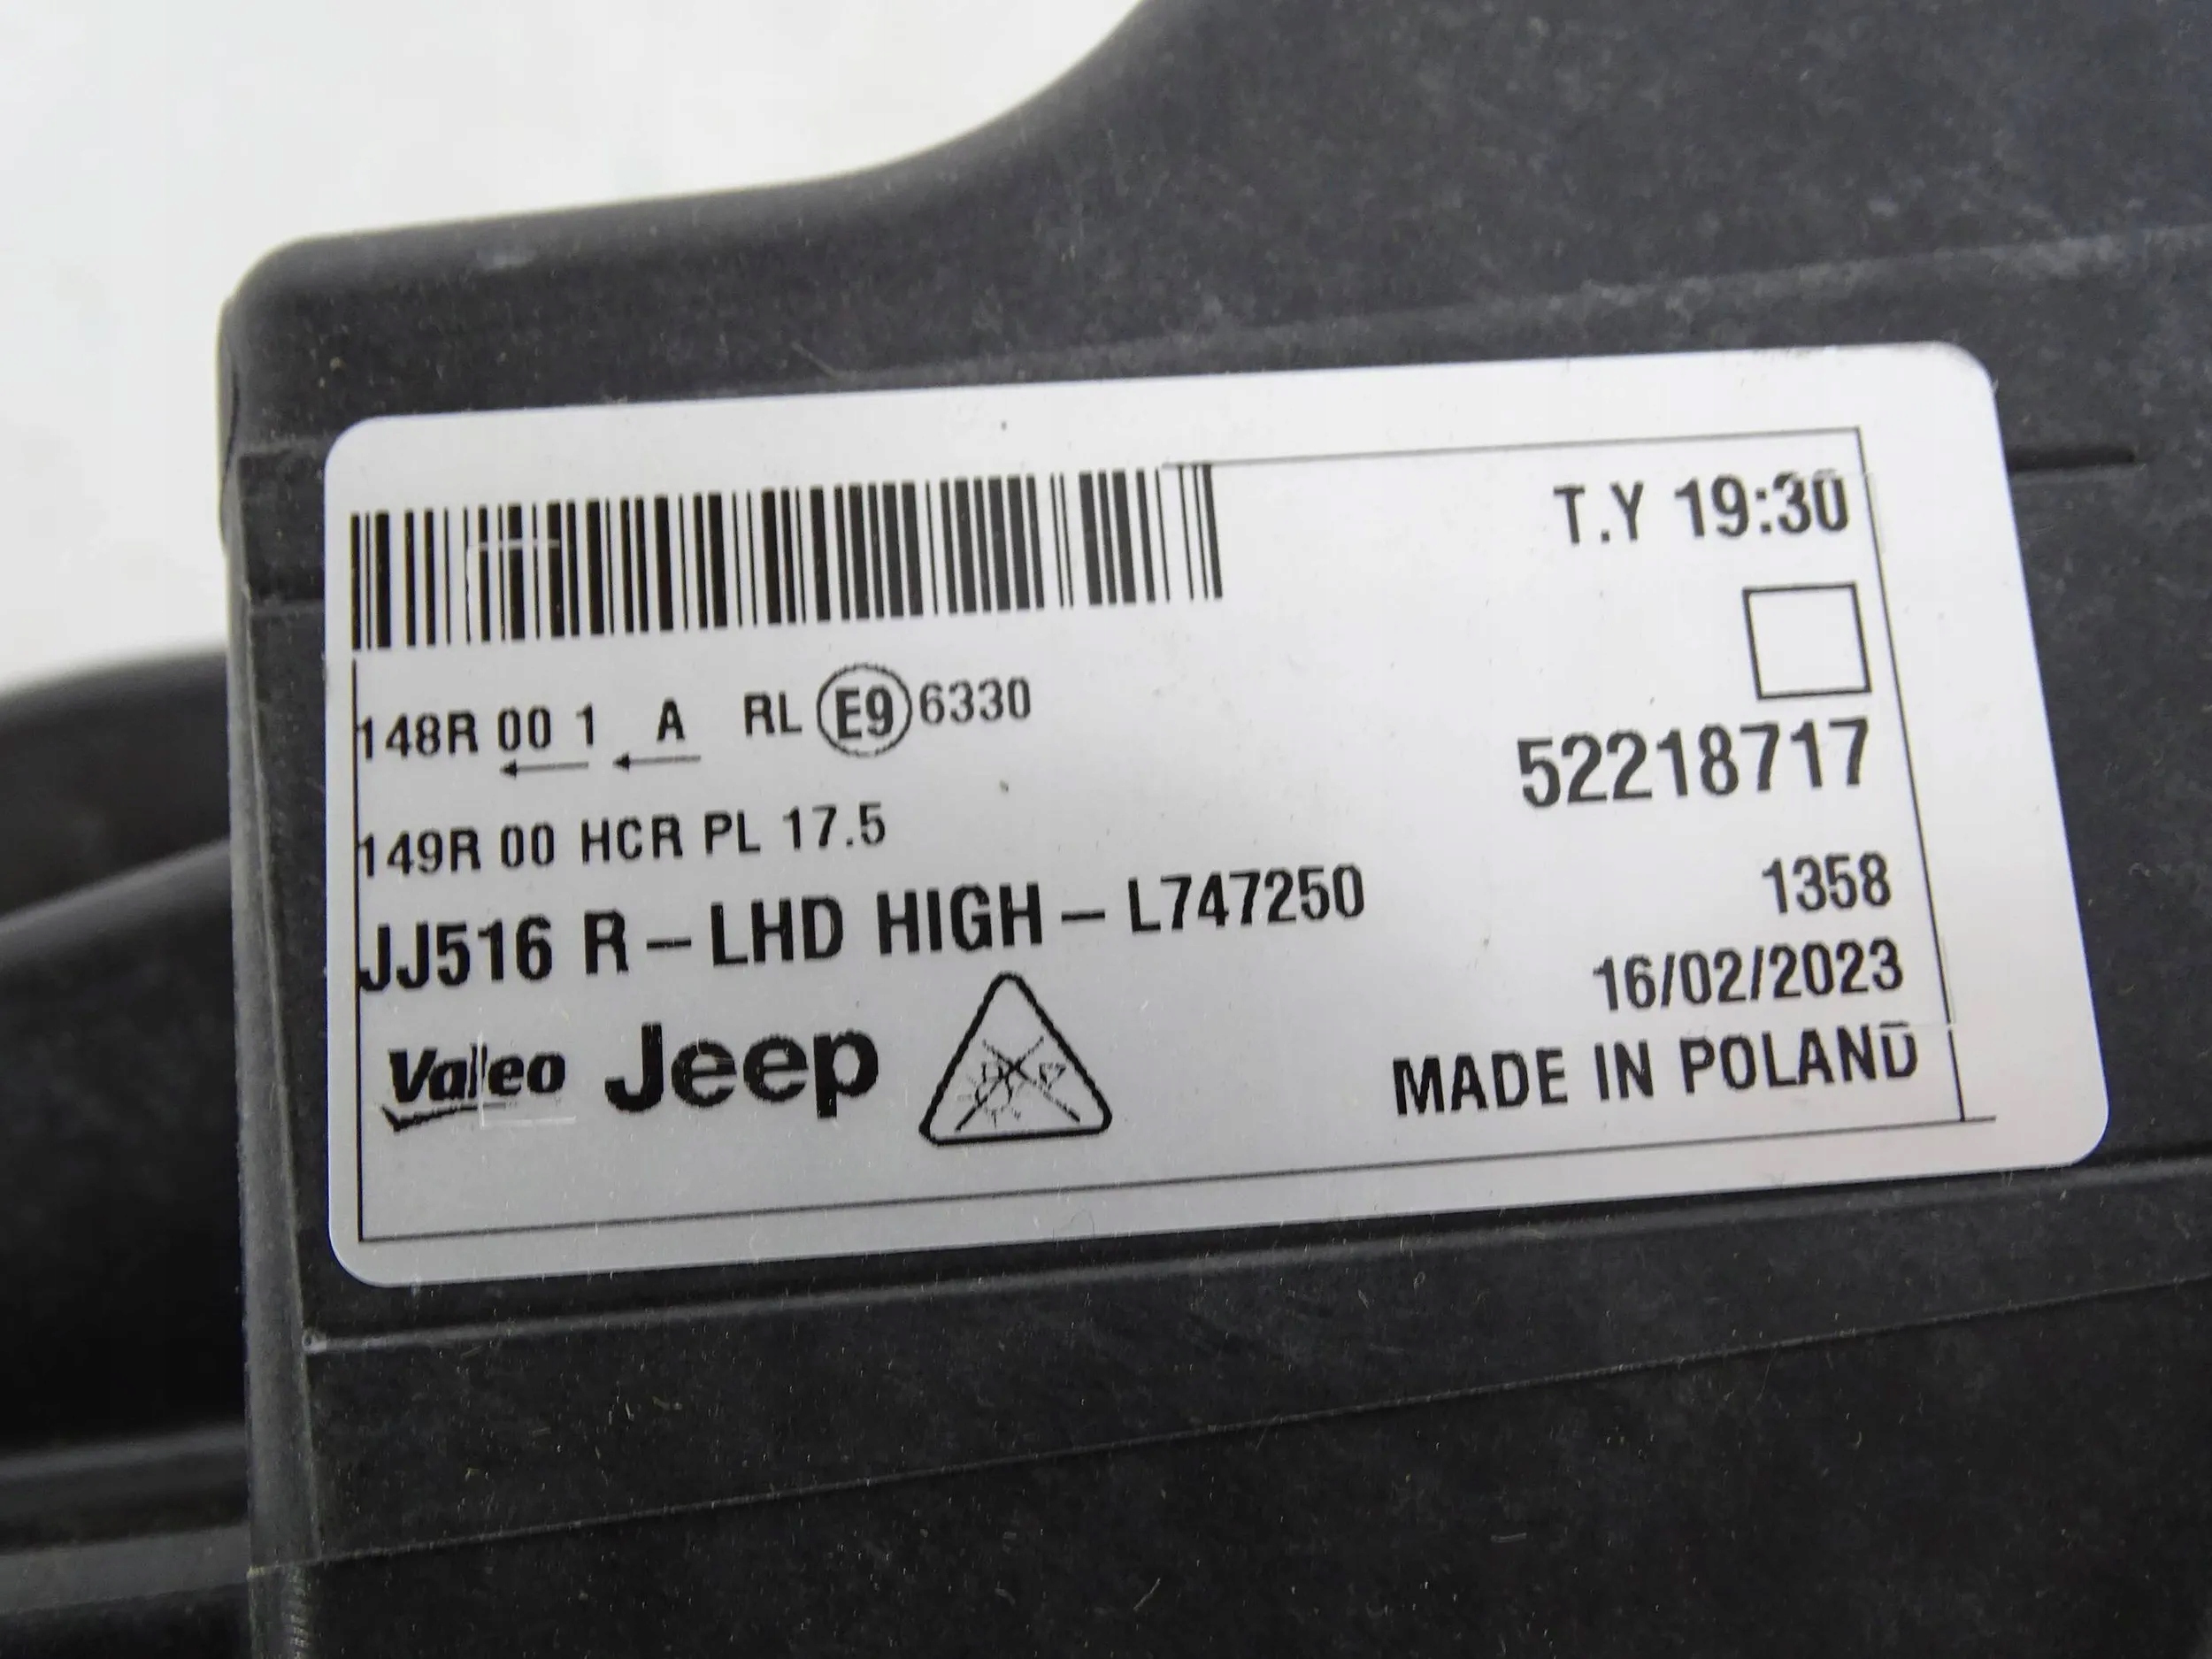 T.Y 19:30
148R 00 1 A RL E9 6330
52218717
149R 00 HCR PL 17.5
1358
JJ516 R - LHD HIGH - L747250
16/02/2023
Valeo Jeep
MADE IN POLAND